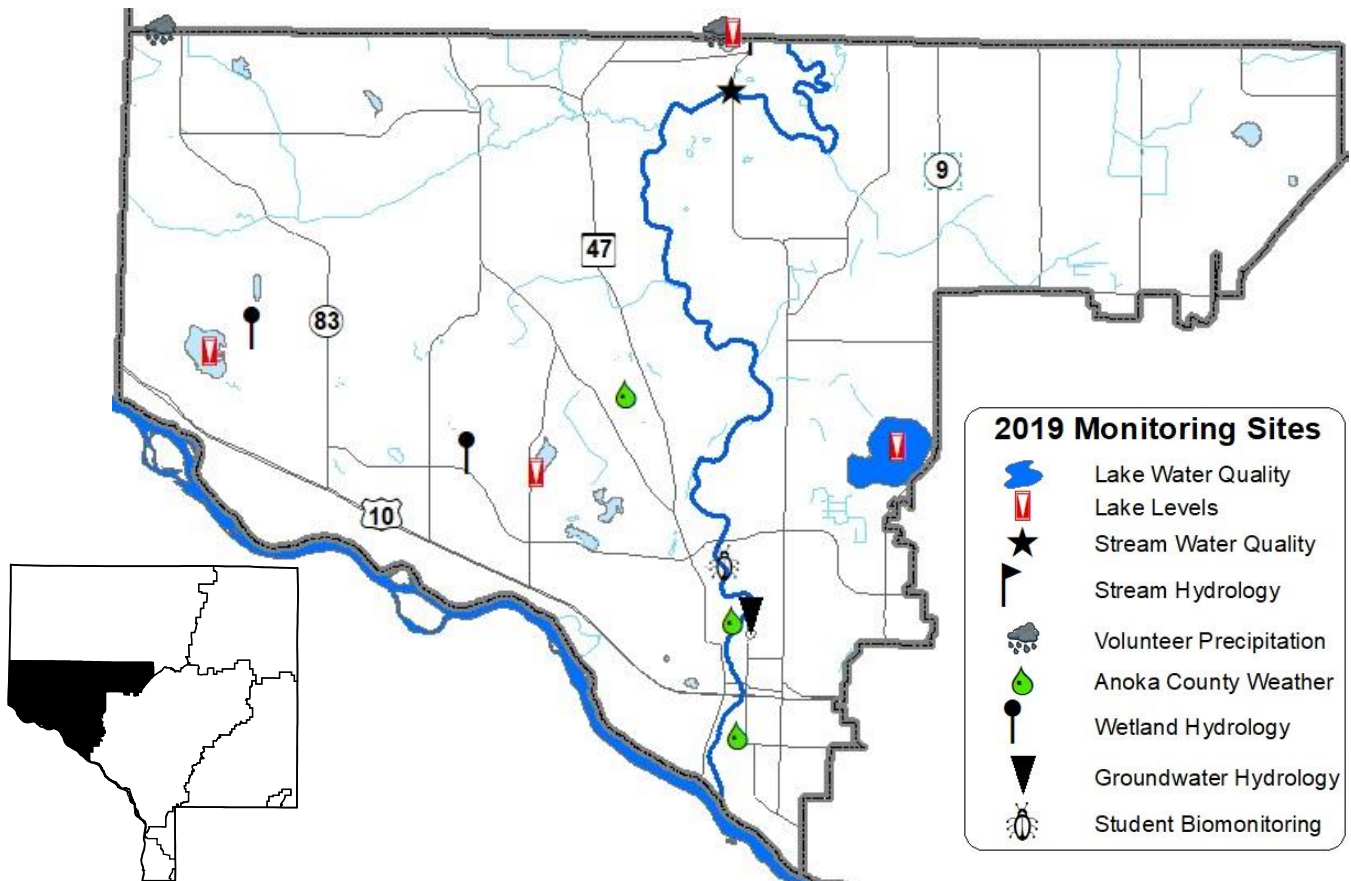 9
47
83
10
2019 Monitoring Sites
Lake Water Quality
Lake Levels
Stream Water Quality
Stream Hydrology
Volunteer Precipitation
Anoka County Weather
Wetland Hydrology
Groundwater Hydrology
Student Biomonitoring